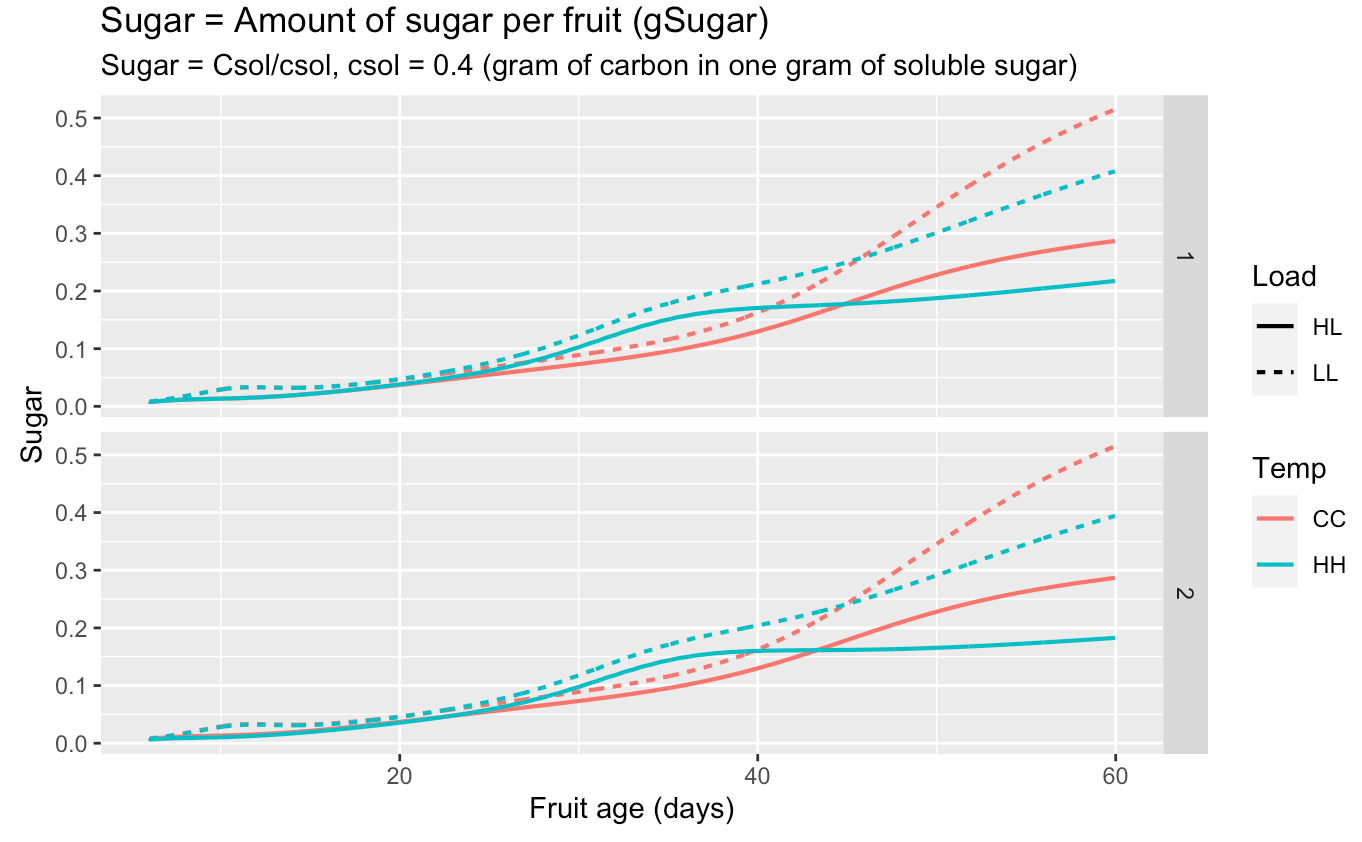 Sugar = Amount of sugar per fruit (gSugar)
Sugar = Csol/csol, csol = 0.4 (gram of carbon in one gram of soluble sugar)
0.5
0.4
0.3
0.2
0.1
0.0
1
Sugar
0.5
0.4
0.3
0.2
0.1
0.0
2
20
40
60
Fruit age (days)
Load
HL
LL
Temp
CC
HH